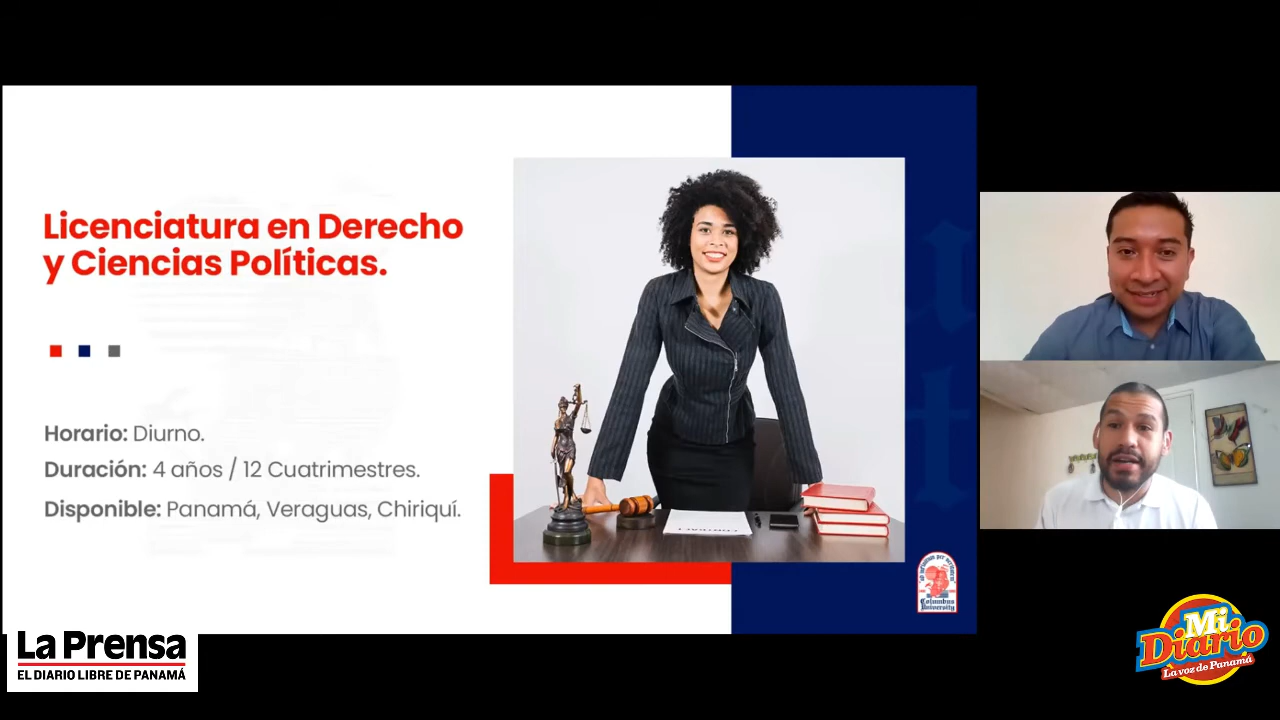 Licenciatura en Derecho
y Ciencias Políticas.
Horario: Diurno.
Duración: 4 años / 12 Cuatrimestres.
Disponible: Panamá, Veraguas, Chiriquí.
CONTRACT
Columbus
University
La Prensa
EL DIARIO LIBRE DE PANAMÁ
Mi
Diario
La voz de Panamá